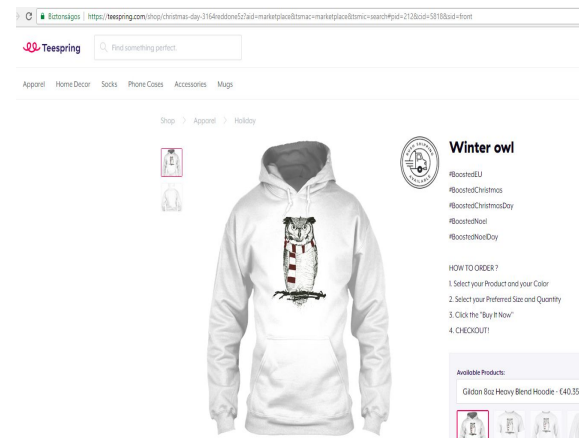 Biztonságos | https://teespring.com/shop/christmas-day-3164reddone5z?aid=marketplace&tsmac=marketplace&tsmic=search#pid=212&cid=5818&sid=front
Teespring
Find something perfect.
Apparel Home Decor Socks Phone Cases Accessories Mugs
Shop > Apparel > Holiday
Winter owl
#BoostedEU
#BoostedChristmas
#BoostedChristmasDay
#BoostedNoel
#BoostedNoelDay
HOW TO ORDER ?
1. Select your Product and your Color
2. Select your Preferred Size and Quantity
3. Click the "Buy It Now"
4. CHECKOUT!
Available Products:
Gildan 8oz Heavy Blend Hoodie - €40.35